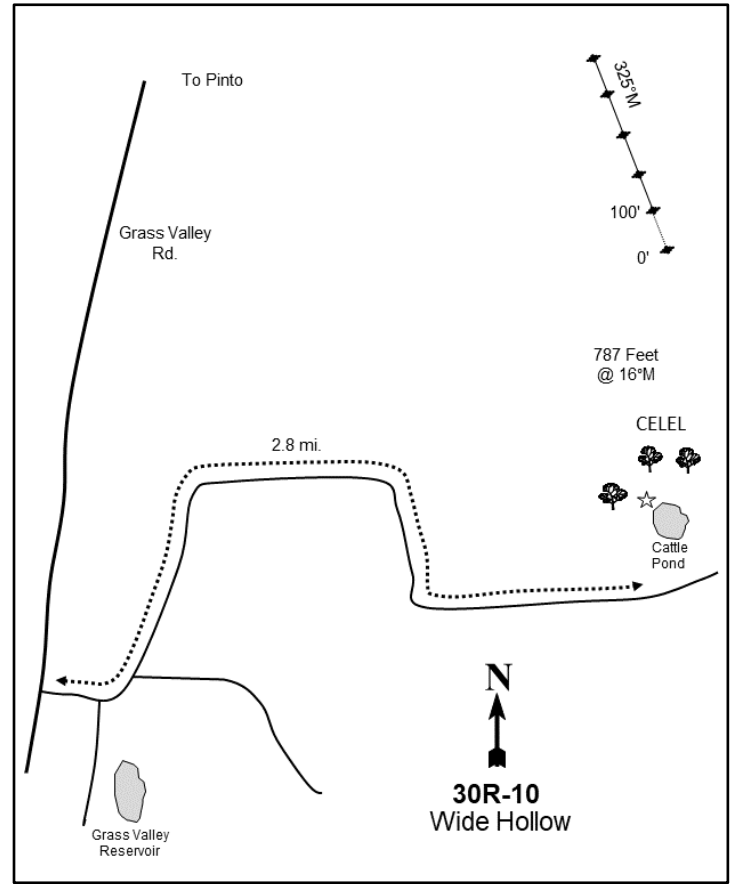 To Pinto
325°M
Grass Valley
Rd.
100'
0'
787 Feet
@ 16°M
CELEL
2.8 mi.
Cattle
Pond
N
30R-10
Wide Hollow
Grass Valley
Reservoir